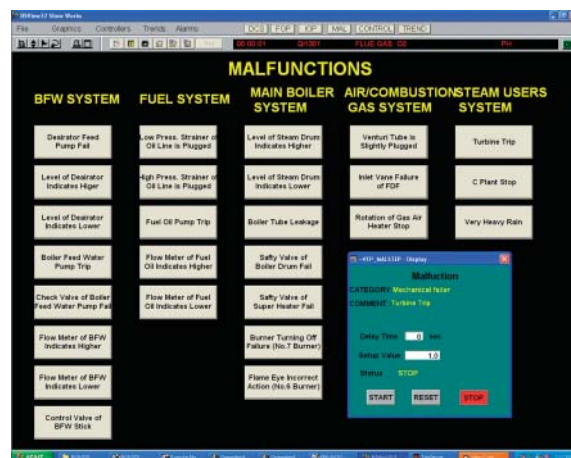 File Graphics Controllers Trends Alarms DCS FOP IOP MAL CONTROL TREND
00:00:01 FLUE GAS O2 PH
MALFUNCTIONS
BFW SYSTEM
FUEL SYSTEM
MAIN BOILER
SYSTEM
AIR/COMBUSTION
GAS SYSTEM
STEAM USERS
SYSTEM
Deairator Feed
Pump Fail
Level of Deairator
Indicates Higer
Level of Deairator
Indicates Lower
Boiler Feed Water
Pump Trip
Check Valve of Boiler
Feed Water Pump Fail
Flow Meter of BFW
Indicates Higher
Flow Meter of BFW
Indicates Lower
Control Valve of
BFW Stick
Low Press. Strainer of
Oil Line is Plugged
High Press. Strainer of
Oil Line is Plugged
Fuel Oil Pump Trip
Flow Meter of Fuel
Oil Indicates Higher
Flow Meter of Fuel
Oil Indicates Lower
Level of Steam Drum
Indicates Higher
Level of Steam Drum
Indicates Lower
Boiler Tube Leakage
Safty Valve of
Boiler Drum Fail
Safty Valve of
Super Heater Fail
Burner Turning Off
Failure (No.7 Burner)
Flame Eye Incorrect
Action (No.6 Burner)
Venturi Tube is
Slightly Plugged
Inlet Vane Failure
of FDF
Rotation of Gas Air
Heater Stop
Turbine Trip
C Plant Stop
Very Heavy Rain
Display
Malfuction
CATEGORY: Mechanical failer
COMMENT: Turbine Trip
Delay Time 0 sec
Setup Value 1.0
Status STOP
START RESET STOP